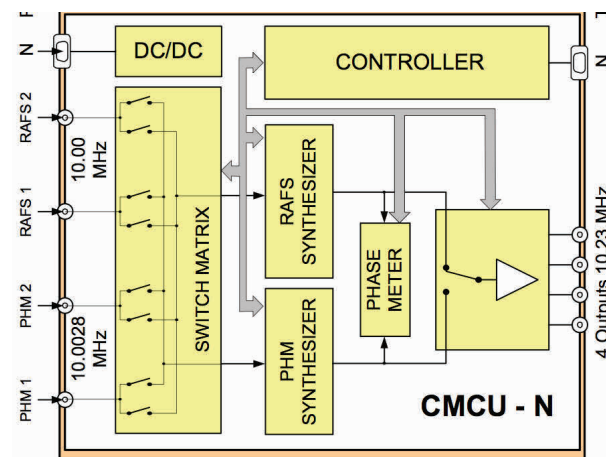 DC/DC
CONTROLLER
N
N
RAFS 2
RAFS 1
PHM 2
PHM 1
10.00
MHz
10.0028
MHz
SWITCH MATRIX
RAFS
SYNTHESIZER
PHM
SYNTHESIZER
PHASE
METER
4 Outputs 10.23 MHz
CMCU - N